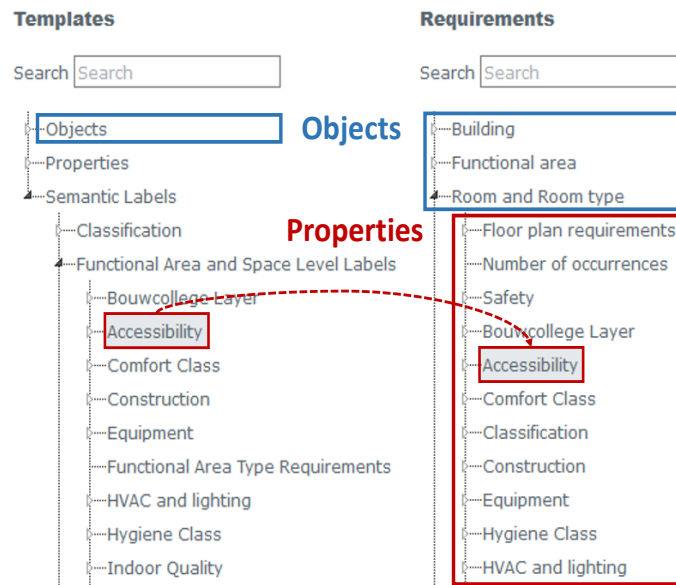 Templates
Search Search
Objects
Properties
Semantic Labels
Classification
Functional Area and Space Level Labels
Bouwcollege Layer
Accessibility
Comfort Class
Construction
Equipment
Functional Area Type Requirements
HVAC and lighting
Hygiene Class
Indoor Quality
Objects
Properties
Requirements
Search Search
Building
Functional area
Room and Room type
Floor plan requirements
Number of occurrences
Safety
Bouwcollege Layer
Accessibility
Comfort Class
Classification
Construction
Equipment
Hygiene Class
HVAC and lighting